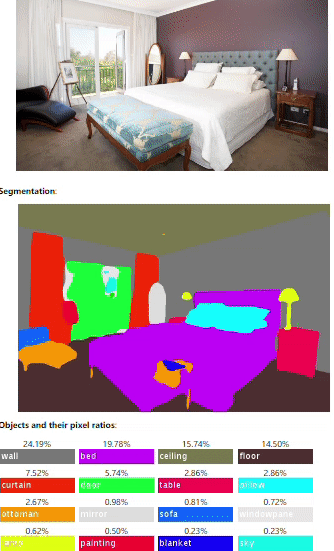 Segmentation:
Objects and their pixel ratios:
24.19% 19.78% 15.74% 14.50%
wall bed ceiling floor
7.52% 5.74% 2.86% 2.86%
curtain door table pillow
2.67% 0.98% 0.81% 0.72%
ottoman mirror sofa windowpane
0.62% 0.50% 0.23% 0.23%
painting blanket sky